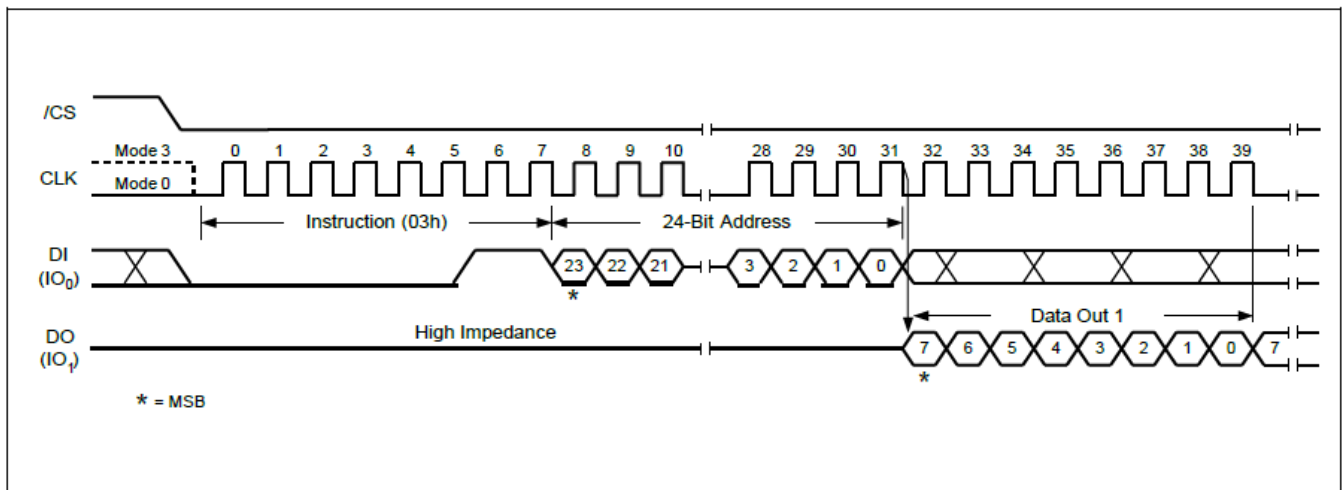 /CS
Mode 3
CLK
Mode 0
0 1 2 3 4 5 6 7 8 9 10 28 29 30 31 32 33 34 35 36 37 38 39
Instruction (03h) 24-Bit Address
DI
(IO0)
23 22 21 3 2 1 0
*
Data Out 1
High Impedance
DO
(IO1)
7 6 5 4 3 2 1 0 7
*
* = MSB